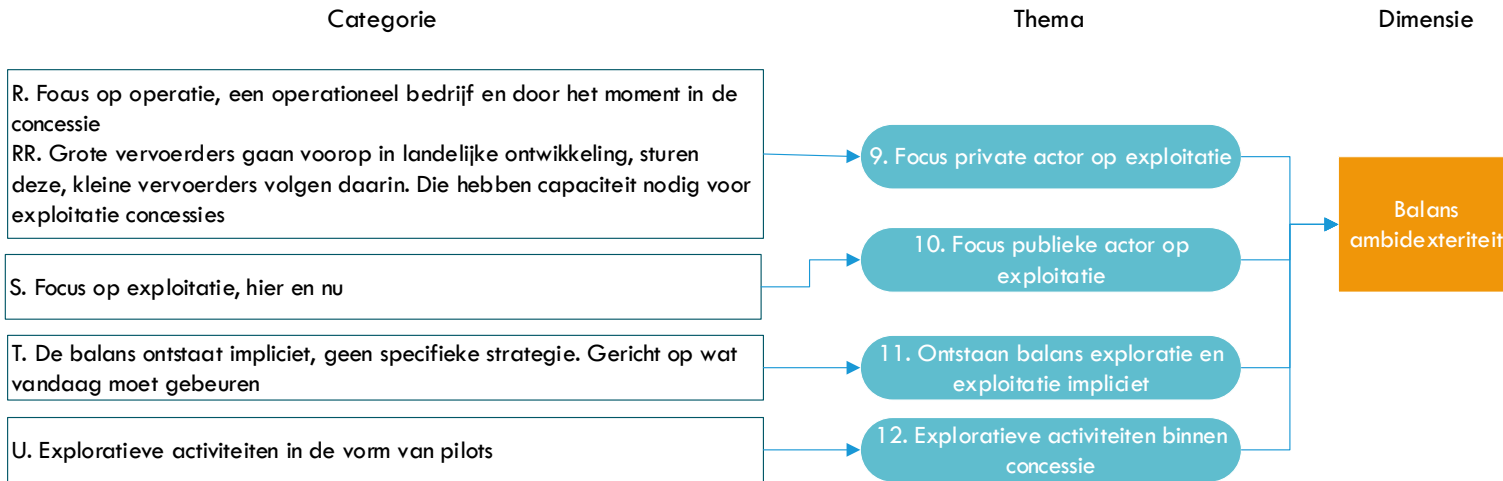 Categorie
Thema
Dimensie
R. Focus op operatie, een operationeel bedrijf en door het moment in de
concessie
RR. Grote vervoerders gaan voorop in landelijke ontwikkeling, sturen
deze, kleine vervoerders volgen daarin. Die hebben capaciteit nodig voor
exploitatie concessies
9. Focus private actor op exploitatie
S. Focus op exploitatie, hier en nu
10. Focus publieke actor op
exploitatie
T. De balans ontstaat impliciet, geen specifieke strategie. Gericht op wat
vandaag moet gebeuren
11. Ontstaan balans exploratie en
exploitatie impliciet
U. Exploratieve activiteiten in de vorm van pilots
12. Exploratieve activiteiten binnen
concessie
Balans
ambidexteriteit